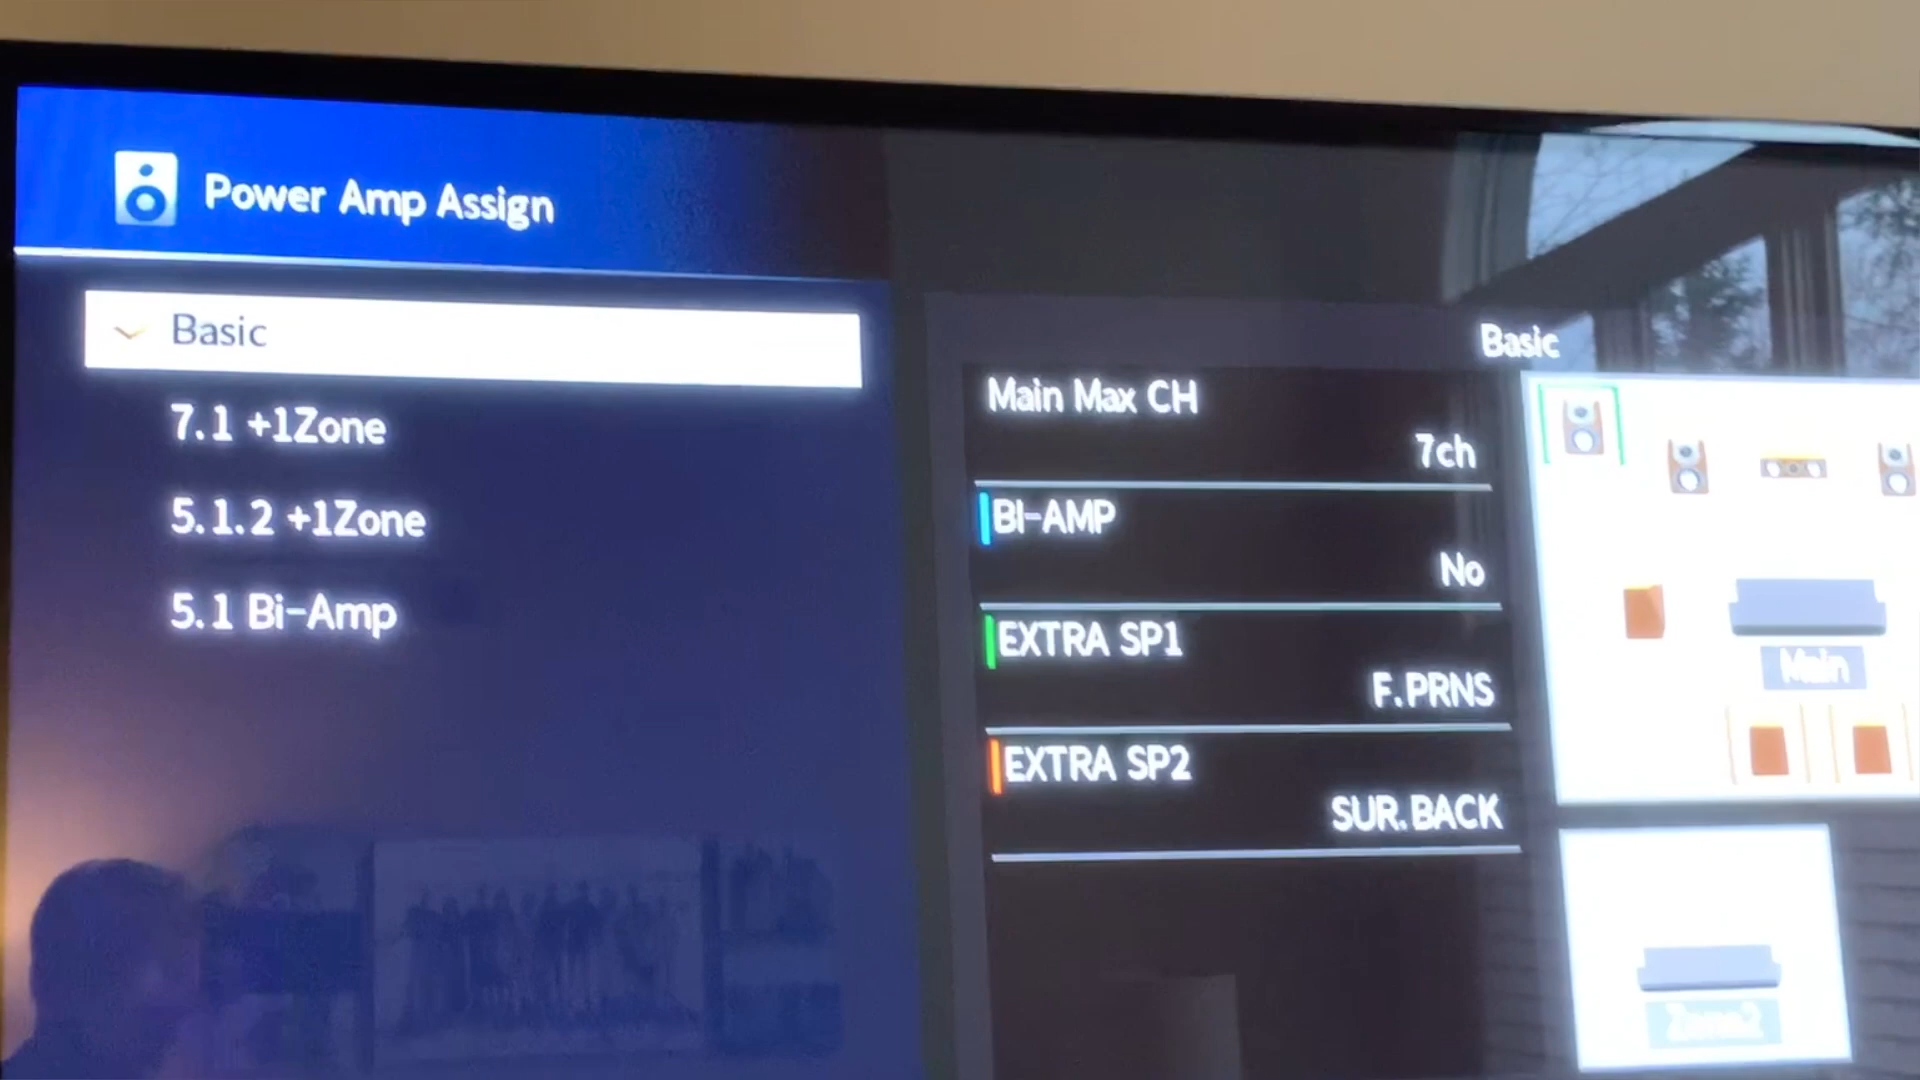 Power Amp Assign
Basic
7.1 +1Zone
5.1.2 +1Zone
5.1 Bi-Amp
Basic
Main Max CH
7ch
BI-AMP
No
EXTRA SP1
F.PRNS
EXTRA SP2
SUR.BACK
Main
Zone2